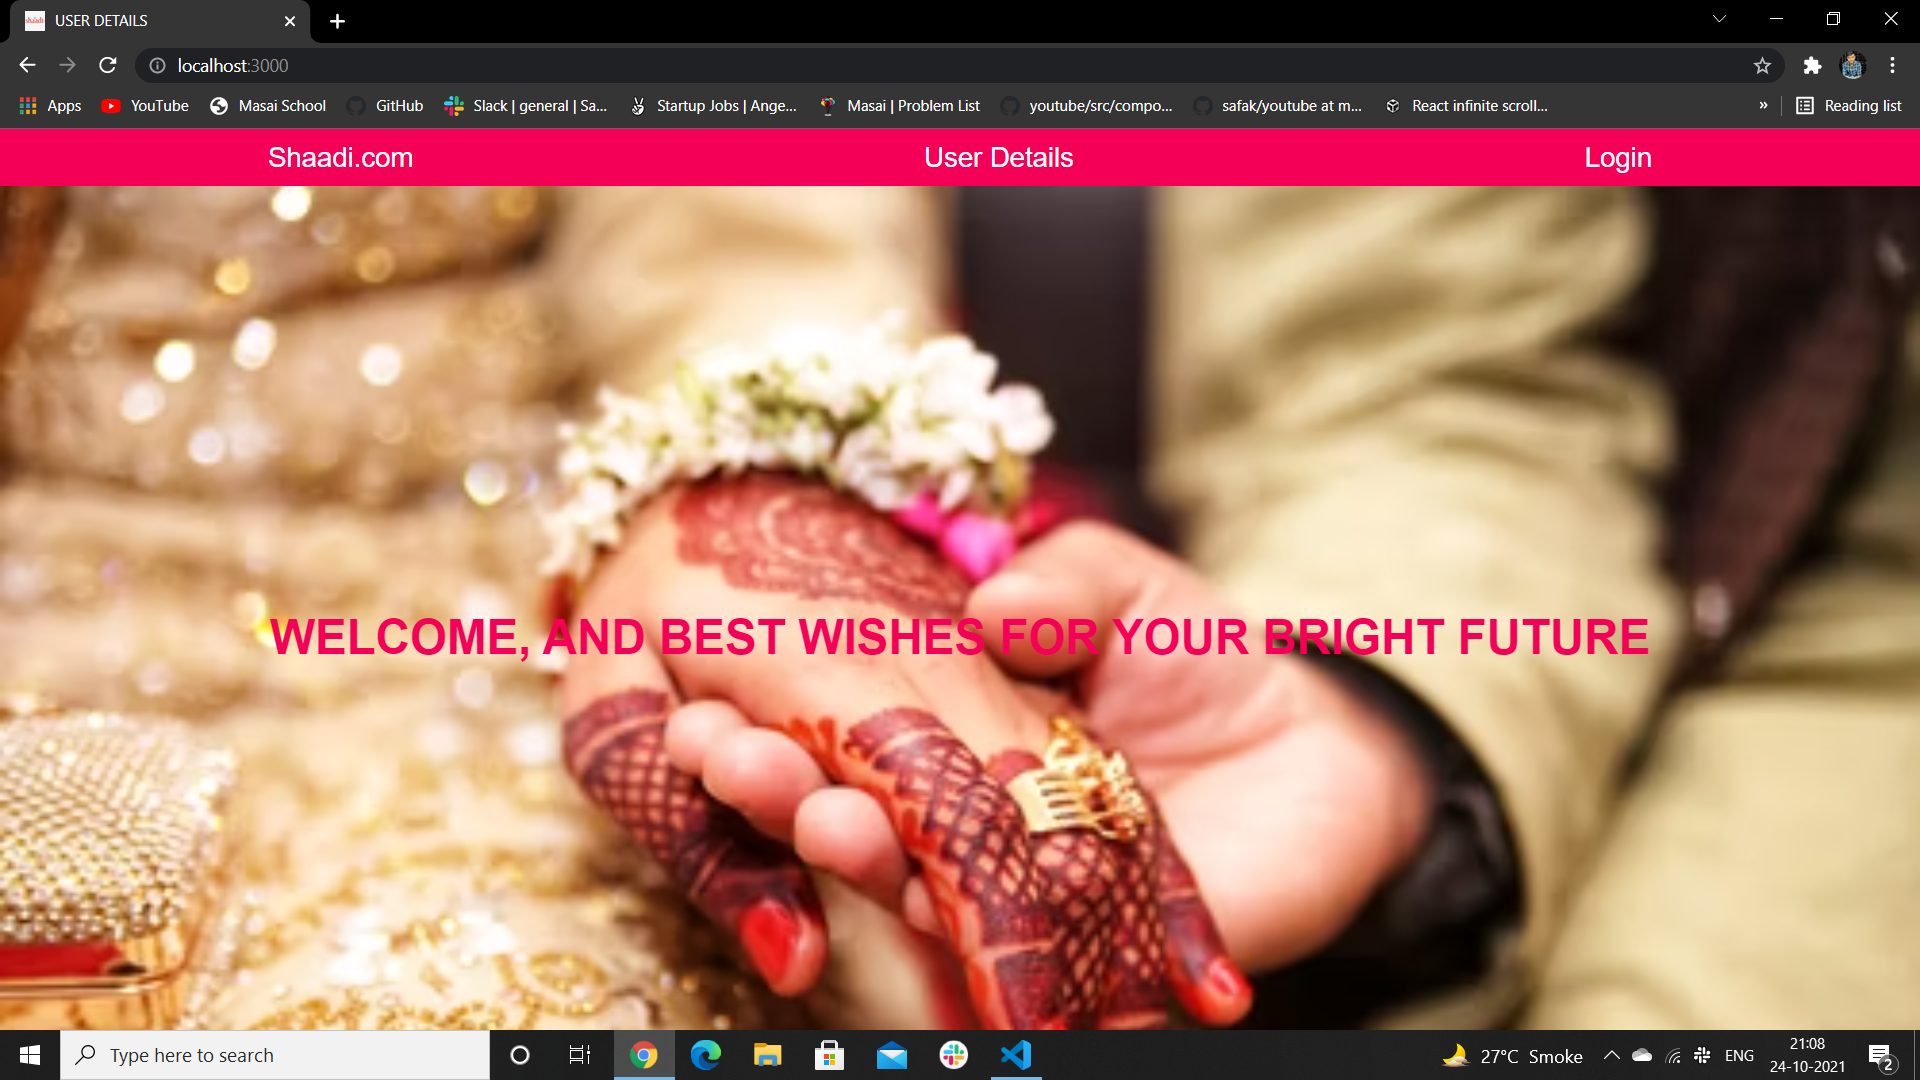 USER DETAILS
localhost:3000
Apps YouTube Masai School GitHub Slack | general | Sa... Startup Jobs | Ange... Masai | Problem List youtube/src/compo... safak/youtube at m... React infinite scroll... » Reading list
Shaadi.com User Details Login
WELCOME, AND BEST WISHES FOR YOUR BRIGHT FUTURE
Type here to search
27°C Smoke
ENG
21:08
24-10-2021
2